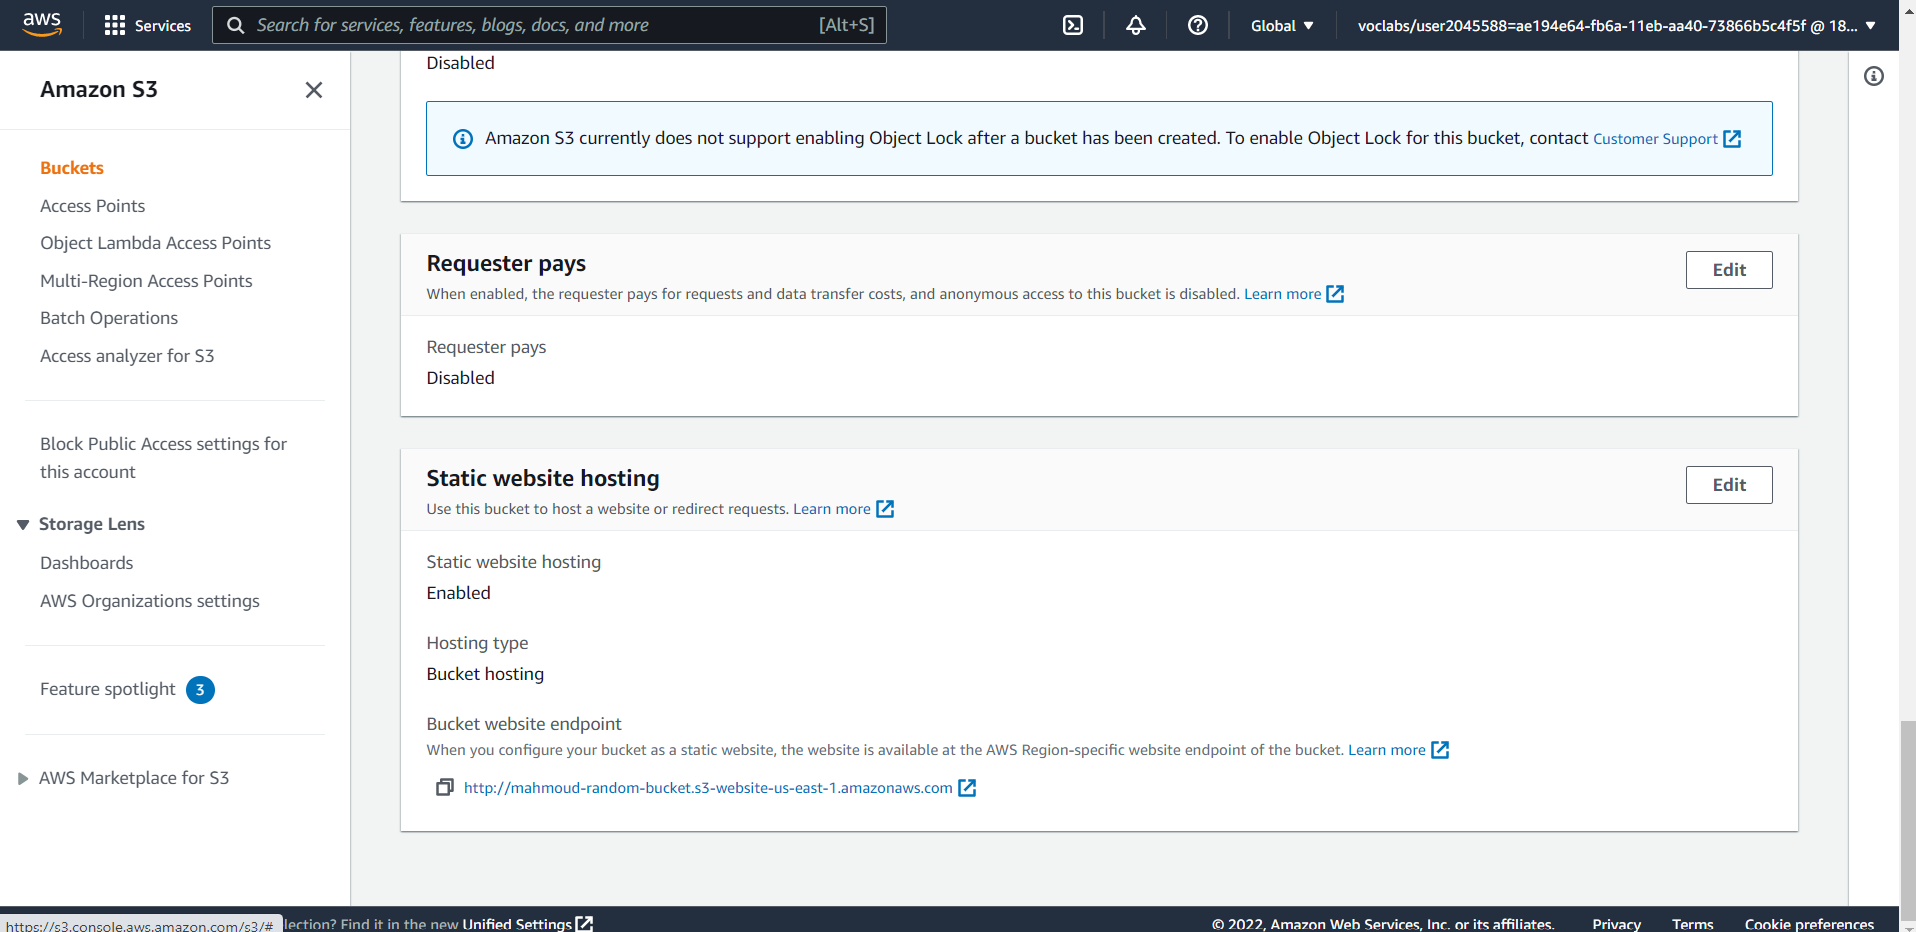 aws
Services
Search for services, features, blogs, docs, and more
[Alt+S]
Global
voclabs/user2045588=ae194e64-fb6a-11eb-aa40-73866b5c4f5f @ 18...
Amazon S3
Buckets
Access Points
Object Lambda Access Points
Multi-Region Access Points
Batch Operations
Access analyzer for S3
Block Public Access settings for
this account
Storage Lens
Dashboards
AWS Organizations settings
Feature spotlight 3
AWS Marketplace for S3
Disabled
Amazon S3 currently does not support enabling Object Lock after a bucket has been created. To enable Object Lock for this bucket, contact Customer Support
Requester pays
Edit
When enabled, the requester pays for requests and data transfer costs, and anonymous access to this bucket is disabled. Learn more
Requester pays
Disabled
Static website hosting
Edit
Use this bucket to host a website or redirect requests. Learn more
Static website hosting
Enabled
Hosting type
Bucket hosting
Bucket website endpoint
When you configure your bucket as a static website, the website is available at the AWS Region-specific website endpoint of the bucket. Learn more
http://mahmoud-random-bucket.s3-website-us-east-1.amazonaws.com
https://s3.console.aws.amazon.com/s3/#
lection? Find it in the new Unified Settings
© 2022, Amazon Web Services, Inc. or its affiliates.
Privacy
Terms
Cookie preferences